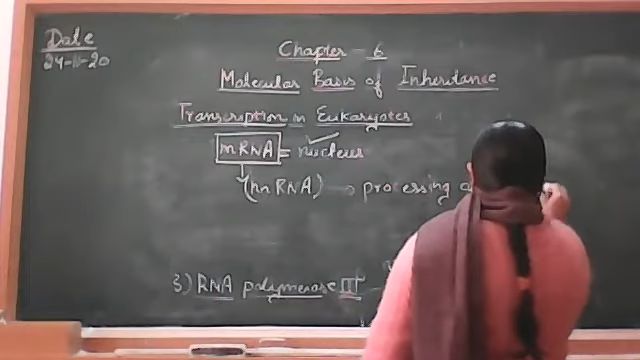 Date
24-11-20
Chapter - 6
Molecular Basis of Inheritance
Transcription in Eukaryotes
mRNA = nucleus
(hn RNA) → processing
3) RNA polymerase III